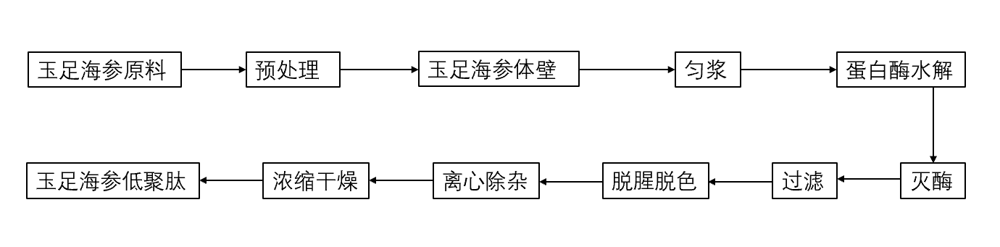 玉足海参原料
预处理
玉足海参体壁
匀浆
蛋白酶水解
灭酶
过滤
脱腥脱色
离心除杂
浓缩干燥
玉足海参低聚肽